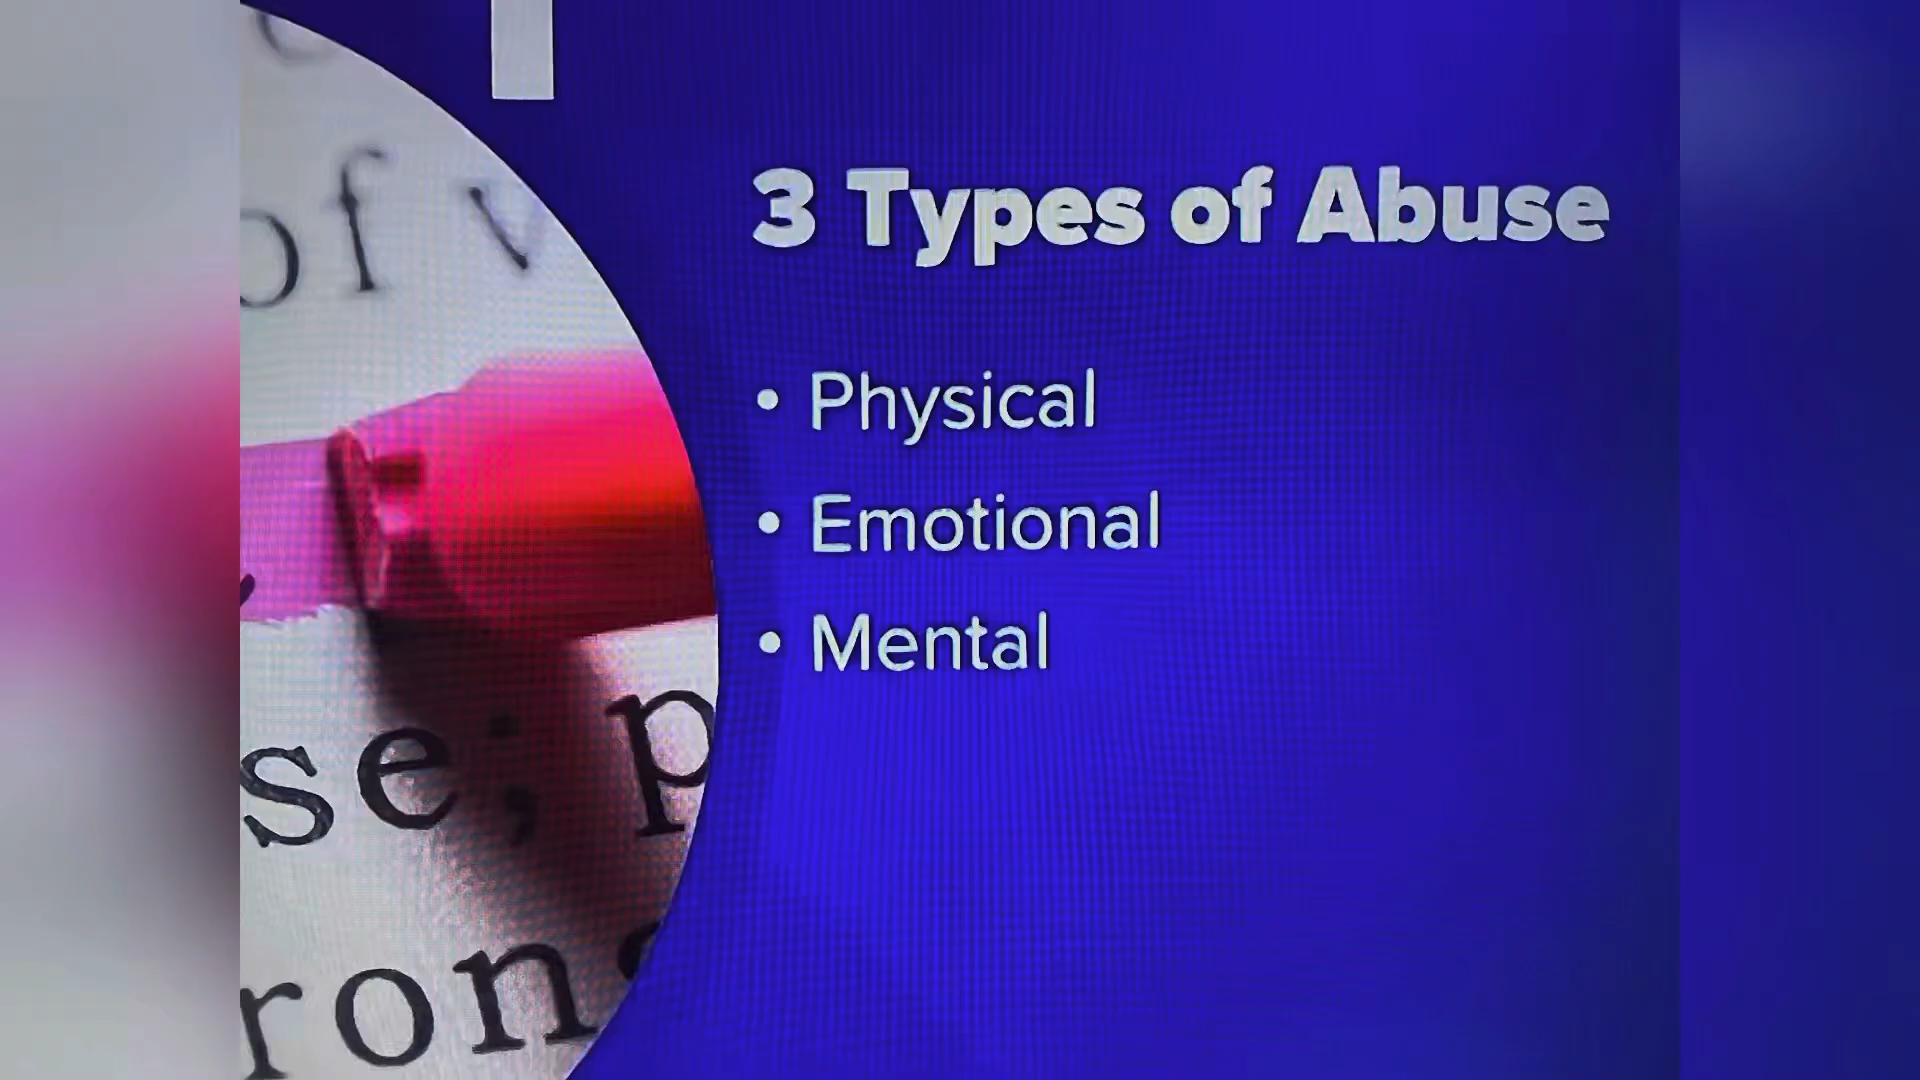 of
3 Types of Abuse
• Physical
• Emotional
• Mental
se; p
ron